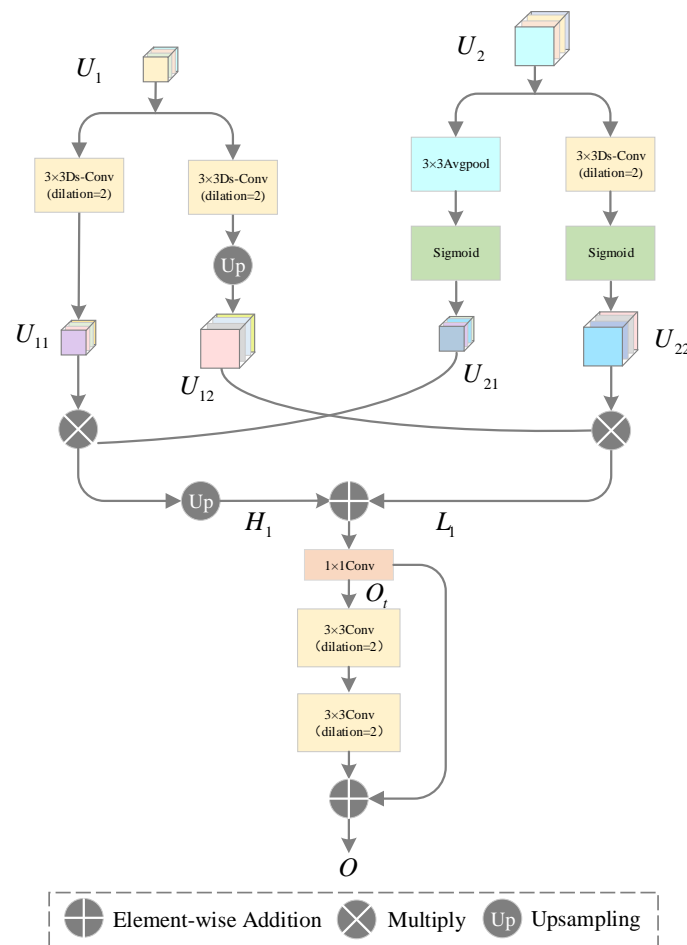 U1
U2
3×3Ds-Conv
(dilation=2)
3×3Ds-Conv
(dilation=2)
3×3Avgpool
3×3Ds-Conv
(dilation=2)
Up
Sigmoid
Sigmoid
U11
U12
U21
U22
Up
H1
L1
1×1Conv
Ot
3×3Conv
（dilation=2）
3×3Conv
（dilation=2）
O
Element-wise Addition
Multiply
Up
Upsampling